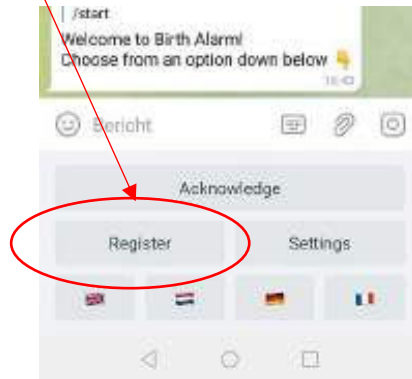 /start
Welcome to Birth Alarm!
Choose from an option down below 👇
16:43
Bericht
Acknowledge
Register Settings